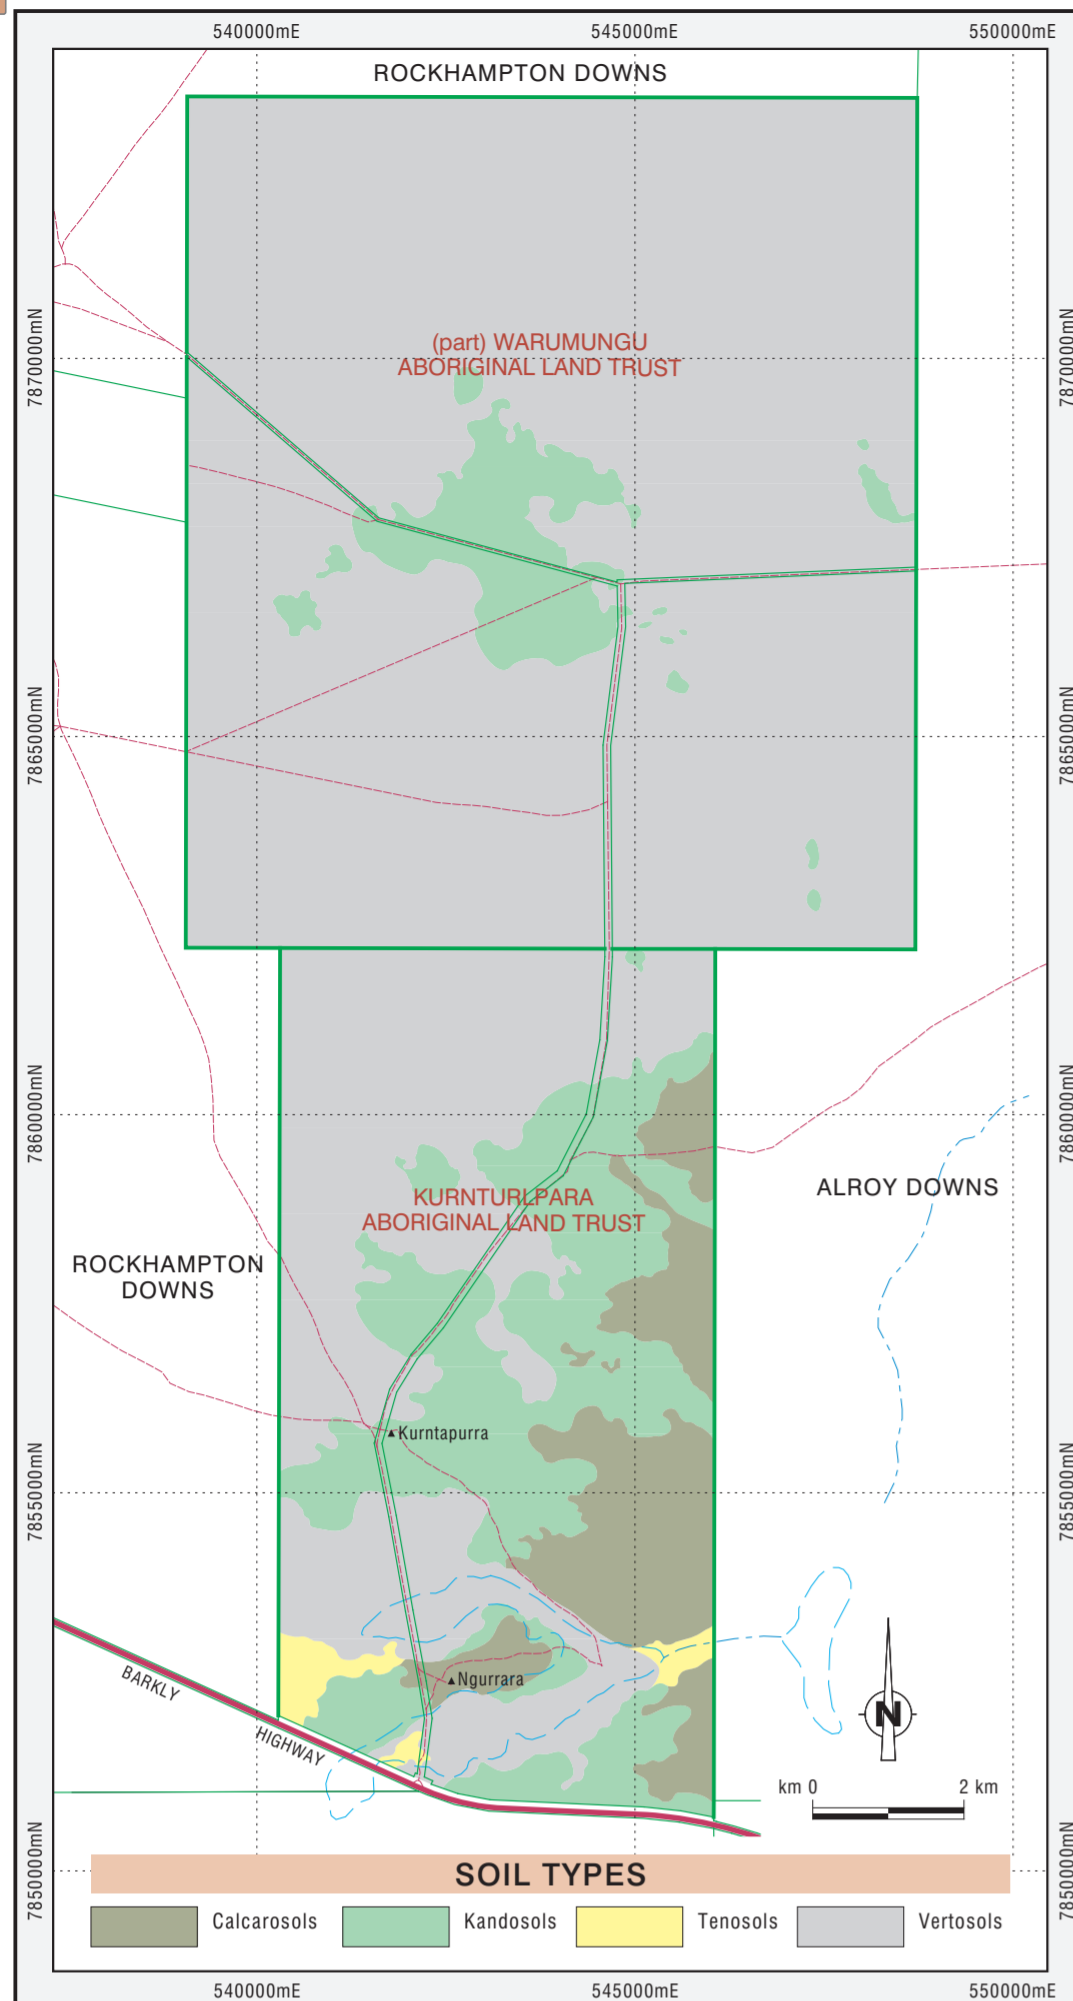 540000mE 545000mE 550000mE
ROCKHAMPTON DOWNS
(part) WARUMUNGU
ABORIGINAL LAND TRUST
7870000mN 7870000mN
7865000mN 7865000mN
7860000mN 7860000mN
ALROY DOWNS
KURNTURLPARA
ABORIGINAL LAND TRUST
ROCKHAMPTON
DOWNS
Kurntapurra
7855000mN 7855000mN
Ngurrara
BARKLY
HIGHWAY
N
km 0 2 km
7850000mN 7850000mN
SOIL TYPES
Calcarosols Kandosols Tenosols Vertosols
540000mE 545000mE 550000mE